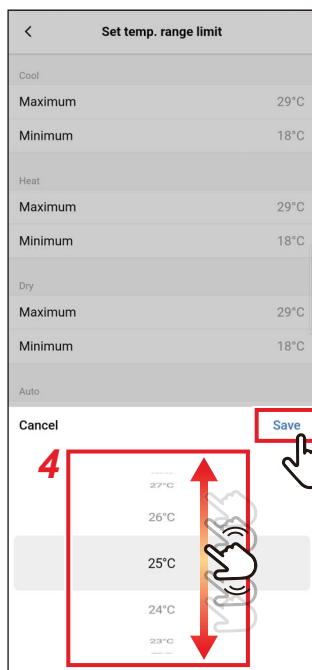 Set temp. range limit
Cool
Maximum 29°C
Minimum 18°C
Heat
Maximum 29°C
Minimum 18°C
Dry
Maximum 29°C
Minimum 18°C
Auto
Cancel Save
4
27°C
26°C
25°C
24°C
23°C